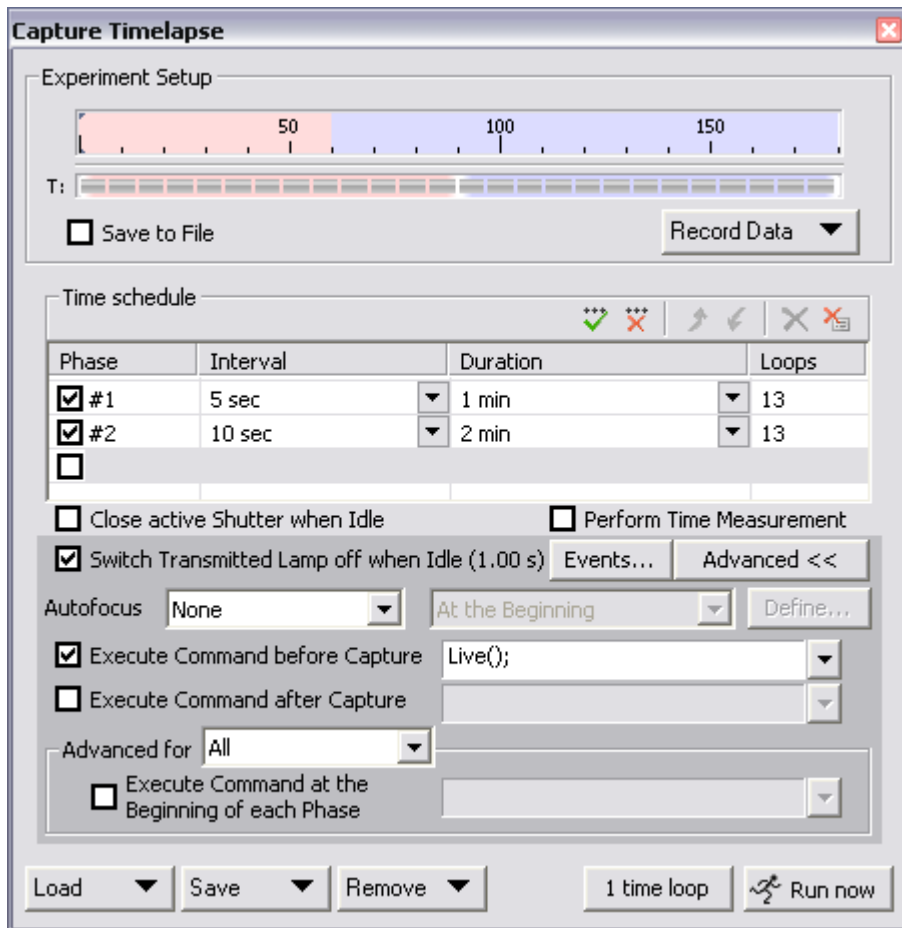 Capture Timelapse
Experiment Setup
50 100 150
T:
Save to File Record Data
Time schedule
Phase Interval Duration Loops
#1 5 sec 1 min 13
#2 10 sec 2 min 13
Close active Shutter when Idle Perform Time Measurement
Switch Transmitted Lamp off when Idle (1.00 s) Events... Advanced <<
Autofocus None At the Beginning Define...
Execute Command before Capture Live();
Execute Command after Capture
Advanced for All
Execute Command at the
Beginning of each Phase
Load Save Remove 1 time loop Run now